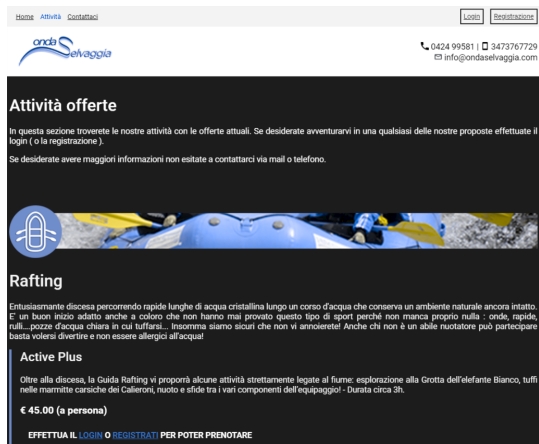 Home Attività Contattaci
Login Registrazione
onda Selvaggia
0424 99581 | 3473767729
info@ondaselvaggia.com
Attività offerte
In questa sezione troverete le nostre attività con le offerte attuali. Se desiderate avventurarvi in una qualsiasi delle nostre proposte effettuate il
login ( o la registrazione ).
Se desiderate avere maggiori informazioni non esitate a contattarci via mail o telefono.
Rafting
Entusiasmante discesa percorrendo rapide lunghe di acqua cristallina lungo un corso d'acqua che conserva un ambiente naturale ancora intatto.
E' un buon inizio adatto anche a coloro che non hanno mai provato questo tipo di sport perché non manca proprio nulla : onde, rapide,
rulli....pozze d'acqua chiara in cui tuffarsi... Insomma siamo sicuri che non vi annoierete! Anche chi non è un abile nuotatore può partecipare
basta volersi divertire e non essere allergici all'acqua!
Active Plus
Oltre alla discesa, la Guida Rafting vi proporrà alcune attività strettamente legate al fiume: esplorazione alla Grotta dell'elefante Bianco, tuffi
nelle marmitte carsiche dei Calieroni, nuoto e sfide tra i vari componenti dell'equipaggio! - Durata circa 3h.
€ 45.00 (a persona)
EFFETTUA IL LOGIN O REGISTRATI PER POTER PRENOTARE